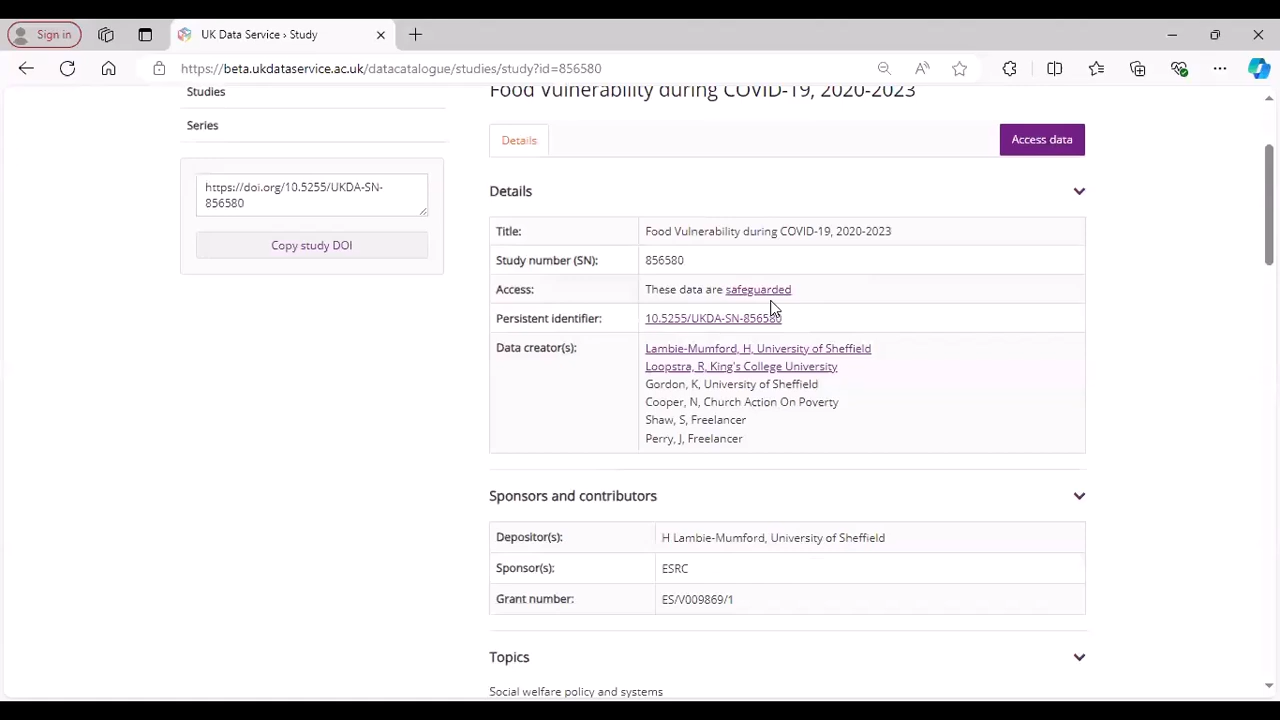 Sign in
UK Data Service › Study
https://beta.ukdataservice.ac.uk/datacatalogue/studies/study?id=856580
Studies
Series
https://doi.org/10.5255/UKDA-SN-
856580
Copy study DOI
Food Vulnerability during COVID-19, 2020-2023
Details
Access data
Details
Title: Food Vulnerability during COVID-19, 2020-2023
Study number (SN): 856580
Access: These data are safeguarded
Persistent identifier: 10.5255/UKDA-SN-856580
Data creator(s): Lambie-Mumford, H, University of Sheffield
Loopstra, R, King's College University
Gordon, K, University of Sheffield
Cooper, N, Church Action On Poverty
Shaw, S, Freelancer
Perry, J, Freelancer
Sponsors and contributors
Depositor(s): H Lambie-Mumford, University of Sheffield
Sponsor(s): ESRC
Grant number: ES/V009869/1
Topics
Social welfare policy and systems